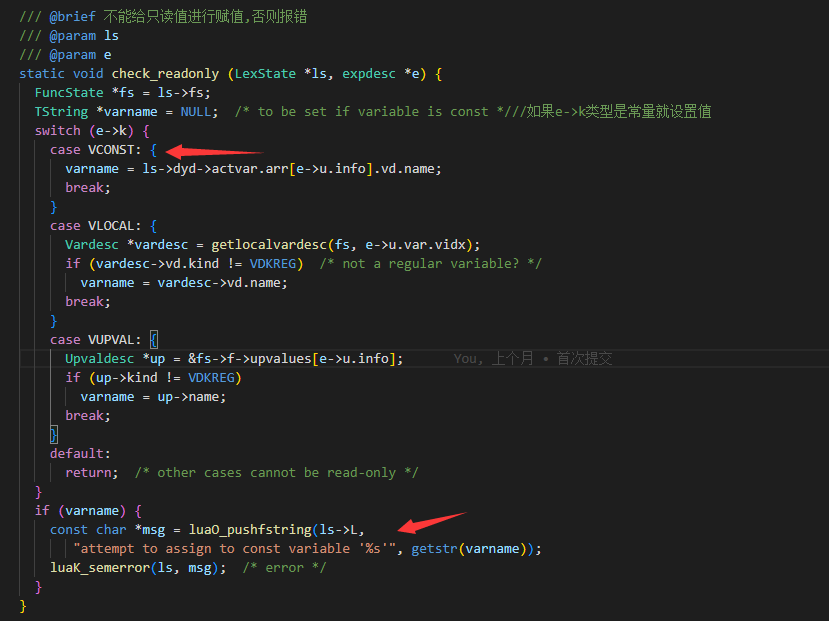 /// @brief 不能给只读值进行赋值,否则报错
/// @param ls
/// @param e
static void check_readonly (LexState *ls, expdesc *e) {
  FuncState *fs = ls->fs;
  TString *varname = NULL;  /* to be set if variable is const *///如果e->k类型是常量就设置值
  switch (e->k) {
    case VCONST: {
      varname = ls->dyd->actvar.arr[e->u.info].vd.name;
      break;
    }
    case VLOCAL: {
      Vardesc *vardesc = getlocalvardesc(fs, e->u.var.vidx);
      if (vardesc->vd.kind != VDKREG)  /* not a regular variable? */
        varname = vardesc->vd.name;
      break;
    }
    case VUPVAL: {
      Upvaldesc *up = &fs->f->upvalues[e->u.info];      You, 上个月 • 首次提交
      if (up->kind != VDKREG)
        varname = up->name;
      break;
    }
    default:
      return;  /* other cases cannot be read-only */
  }
  if (varname) {
    const char *msg = luaO_pushfstring(ls->L,
       "attempt to assign to const variable '%s'", getstr(varname));
    luaK_semerror(ls, msg);  /* error */
  }
}